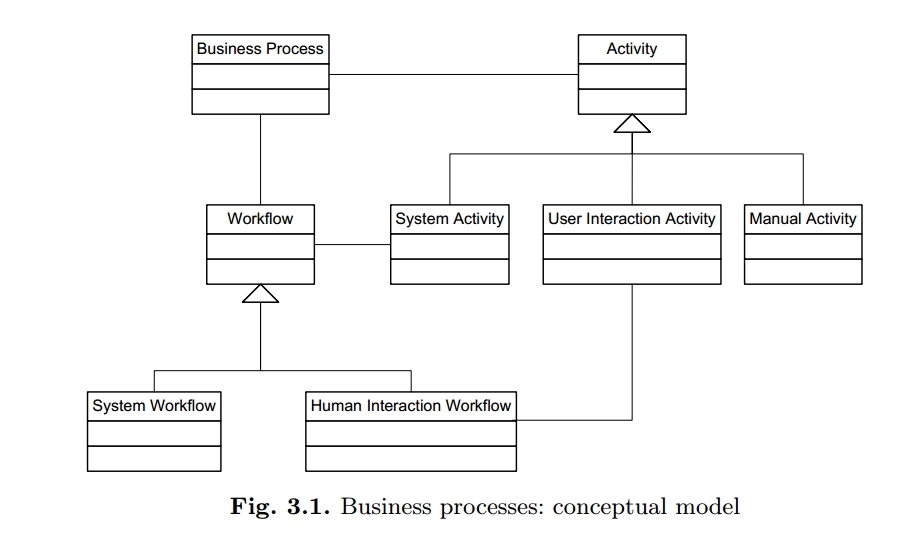 Business Process
Activity
Workflow
System Activity
User Interaction Activity
Manual Activity
System Workflow
Human Interaction Workflow
Fig. 3.1. Business processes: conceptual model